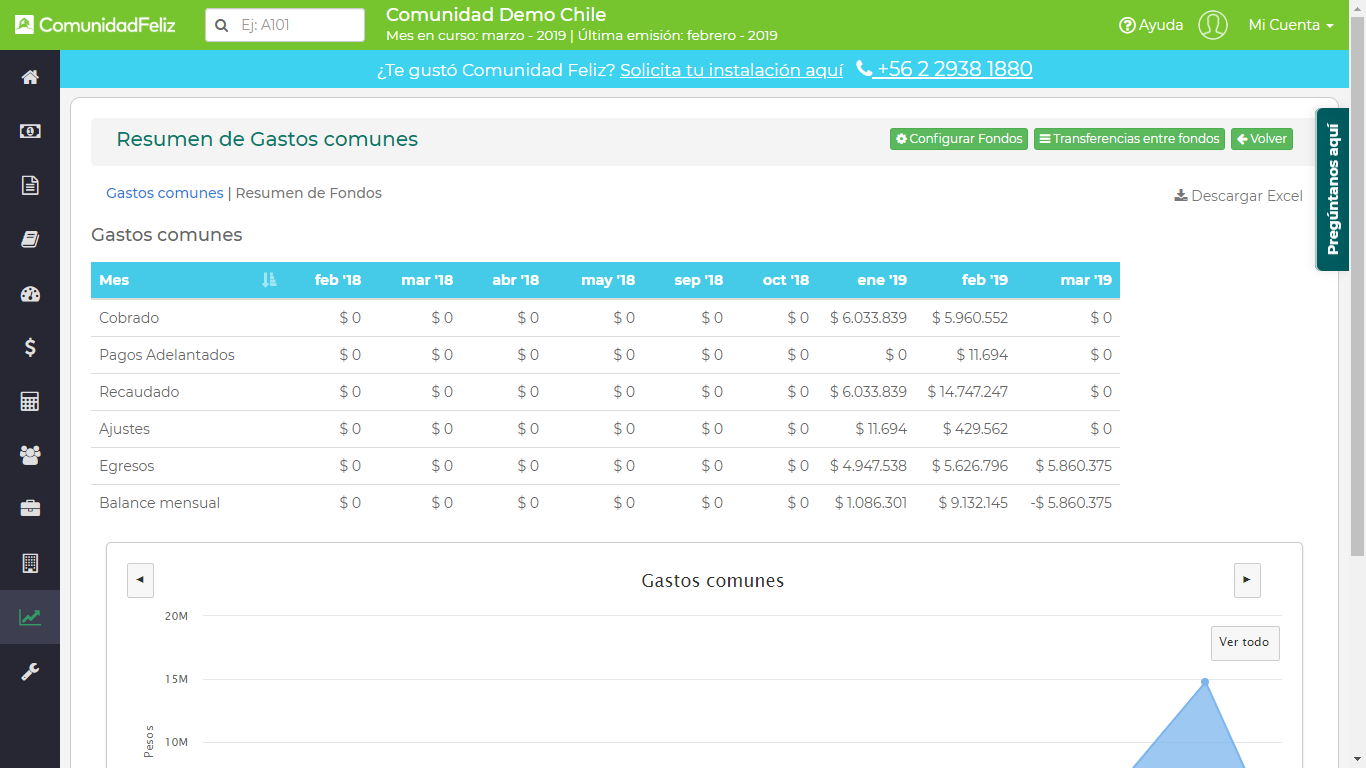 ComunidadFeliz
Ej: A101
Comunidad Demo Chile
Mes en curso: marzo - 2019 | Última emisión: febrero - 2019
Ayuda
Mi Cuenta
¿Te gustó Comunidad Feliz? Solicita tu instalación aquí +56 2 2938 1880
Pregúntanos aquí
Resumen de Gastos comunes
Configurar Fondos
Transferencias entre fondos
Volver
Gastos comunes | Resumen de Fondos
Descargar Excel
Gastos comunes
Mes feb '18 mar '18 abr '18 may '18 sep '18 oct '18 ene '19 feb '19 mar '19
Cobrado $ 0 $ 0 $ 0 $ 0 $ 0 $ 0 $ 6.033.839 $ 5.960.552 $ 0
Pagos Adelantados $ 0 $ 0 $ 0 $ 0 $ 0 $ 0 $ 0 $ 11.694 $ 0
Recaudado $ 0 $ 0 $ 0 $ 0 $ 0 $ 0 $ 6.033.839 $ 14.747.247 $ 0
Ajustes $ 0 $ 0 $ 0 $ 0 $ 0 $ 0 $ 11.694 $ 429.562 $ 0
Egresos $ 0 $ 0 $ 0 $ 0 $ 0 $ 0 $ 4.947.538 $ 5.626.796 $ 5.860.375
Balance mensual $ 0 $ 0 $ 0 $ 0 $ 0 $ 0 $ 1.086.301 $ 9.132.145 -$ 5.860.375
Gastos comunes
Ver todo
20M
15M
10M
Pesos